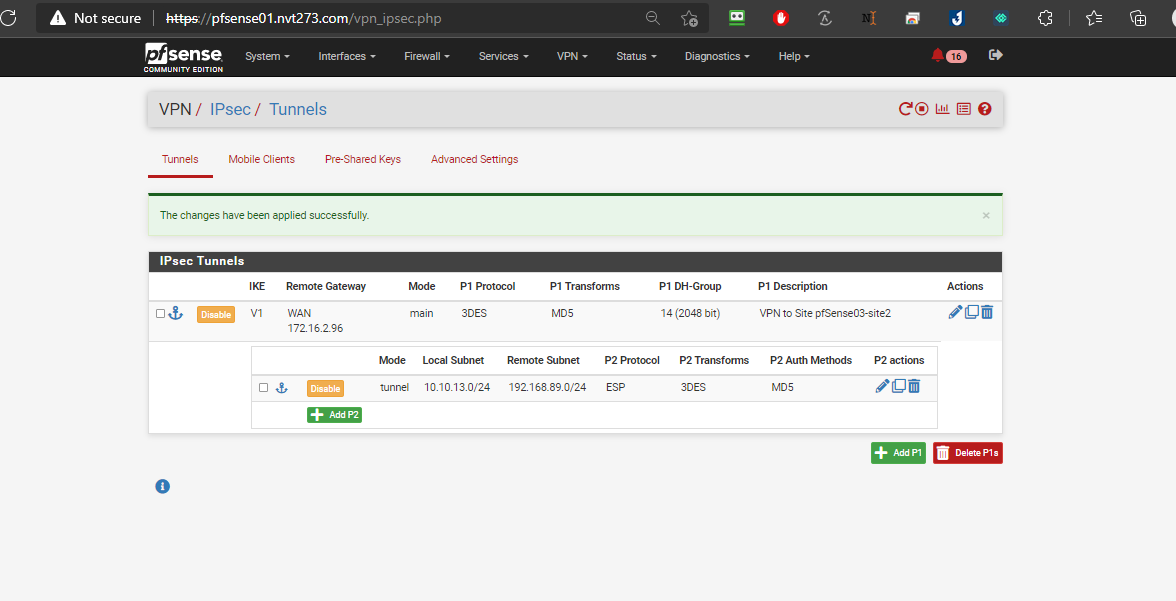 Not secure | https://pfsense01.nvt273.com/vpn_ipsec.php
pfsense COMMUNITY EDITION System Interfaces Firewall Services VPN Status Diagnostics Help 16
VPN / IPsec / Tunnels
Tunnels Mobile Clients Pre-Shared Keys Advanced Settings
The changes have been applied successfully. ×
IPsec Tunnels
IKE Remote Gateway Mode P1 Protocol P1 Transforms P1 DH-Group P1 Description Actions
Disable V1 WAN main 3DES MD5 14 (2048 bit) VPN to Site pfSense03-site2
172.16.2.96
Mode Local Subnet Remote Subnet P2 Protocol P2 Transforms P2 Auth Methods P2 actions
Disable tunnel 10.10.13.0/24 192.168.89.0/24 ESP 3DES MD5
Add P2
Add P1 Delete P1s